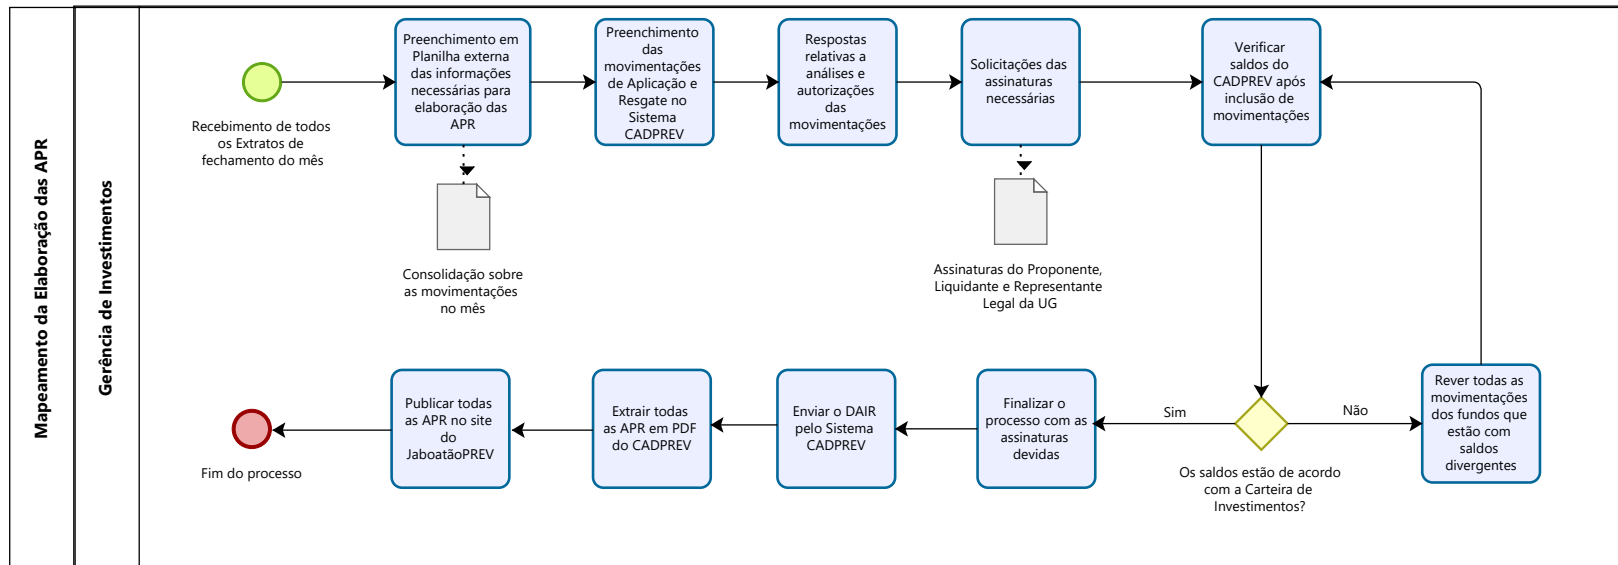 Mapeamento da Elaboração das APR
Gerência de Investimentos
Recebimento de todos
os Extratos de
fechamento do mês
Preenchimento em
Planilha externa
das informações
necessárias para
elaboração das
APR
Consolidação sobre
as movimentações
no mês
Preenchimento
das
movimentações
de Aplicação e
Resgate no
Sistema
CADPREV
Respostas
relativas a
análises e
autorizações
das
movimentações
Solicitações das
assinaturas
necessárias
Assinaturas do Proponente,
Liquidante e Representante
Legal da UG
Verificar
saldos do
CADPREV após
inclusão de
movimentações
Os saldos estão de acordo
com a Carteira de
Investimentos?
Não
Rever todas as
movimentações
dos fundos que
estão com
saldos
divergentes
Sim
Finalizar o
processo com as
assinaturas
devidas
Enviar o DAIR
pelo Sistema
CADPREV
Extrair todas
as APR em PDF
do CADPREV
Publicar todas
as APR no site
do
JaboatãoPREV
Fim do processo